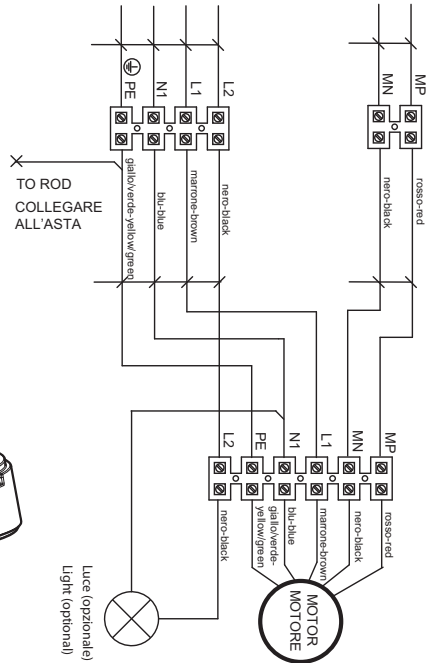 PE
N1
L1
L2
MN
MP
giallo/verde-yellow/green
blu-blue
marrone-brown
nero-black
nero-black
rosso-red
TO ROD
COLLEGARE
ALL'ASTA
L2
PE
N1
L1
MN
MP
nero-black
giallo/verde-
yellow/green
blu-blue
marrone-brown
nero-black
rosso-red
MOTOR
MOTORE
Luce (opzionale)
Light (optional)